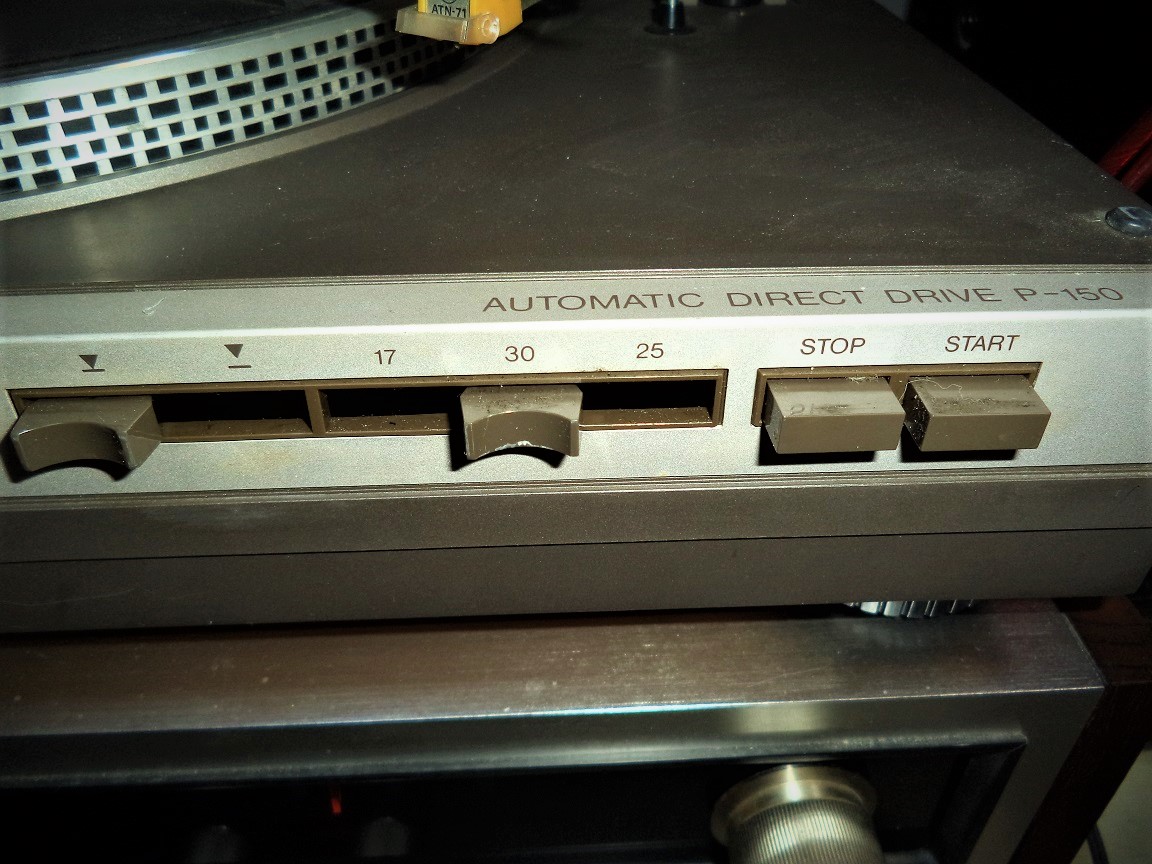 ATN-71
AUTOMATIC DIRECT DRIVE P-150
17 30 25 STOP START